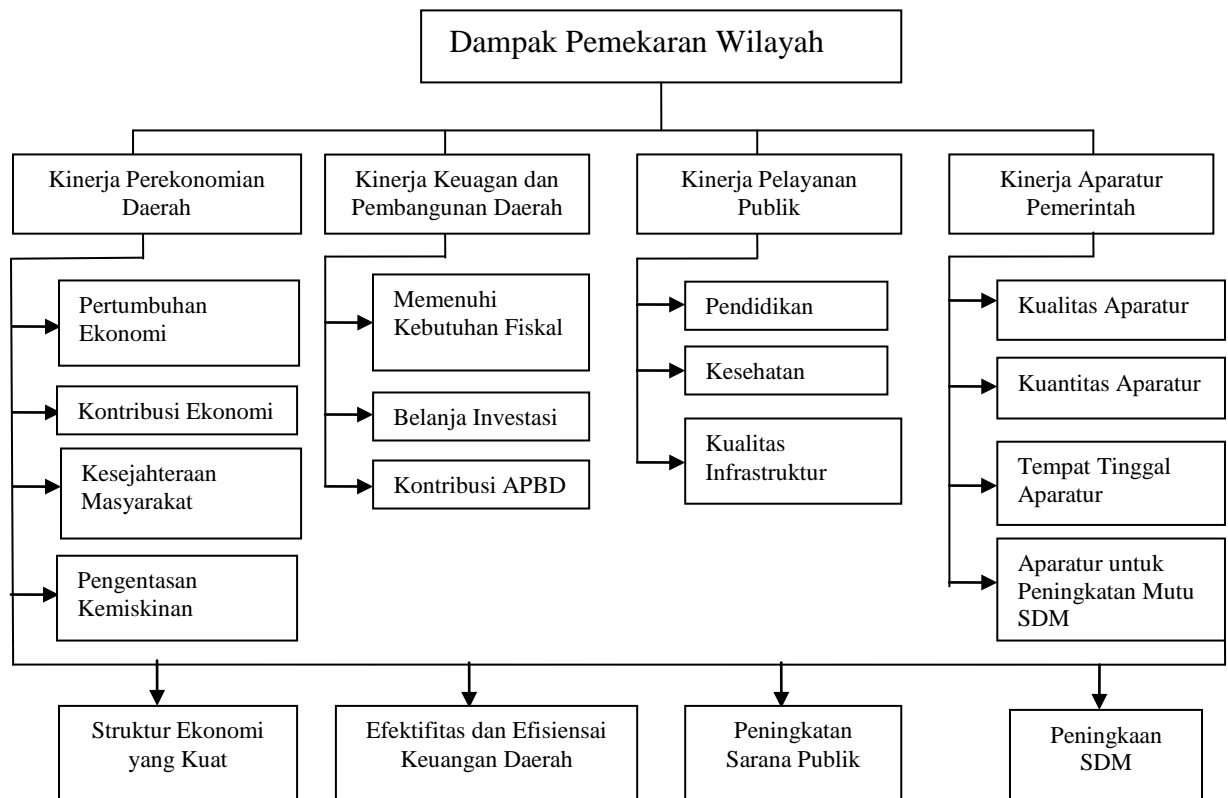 Dampak Pemekaran Wilayah
Kinerja Perekonomian
Daerah
Kinerja Keuagan dan
Pembangunan Daerah
Kinerja Pelayanan
Publik
Kinerja Aparatur
Pemerintah
Pertumbuhan
Ekonomi
Kontribusi Ekonomi
Kesejahteraan
Masyarakat
Pengentasan
Kemiskinan
Memenuhi
Kebutuhan Fiskal
Belanja Investasi
Kontribusi APBD
Pendidikan
Kesehatan
Kualitas
Infrastruktur
Kualitas Aparatur
Kuantitas Aparatur
Tempat Tinggal
Aparatur
Aparatur untuk
Peningkatan Mutu
SDM
Struktur Ekonomi
yang Kuat
Efektifitas dan Efisiensai
Keuangan Daerah
Peningkatan
Sarana Publik
Peningkaan
SDM